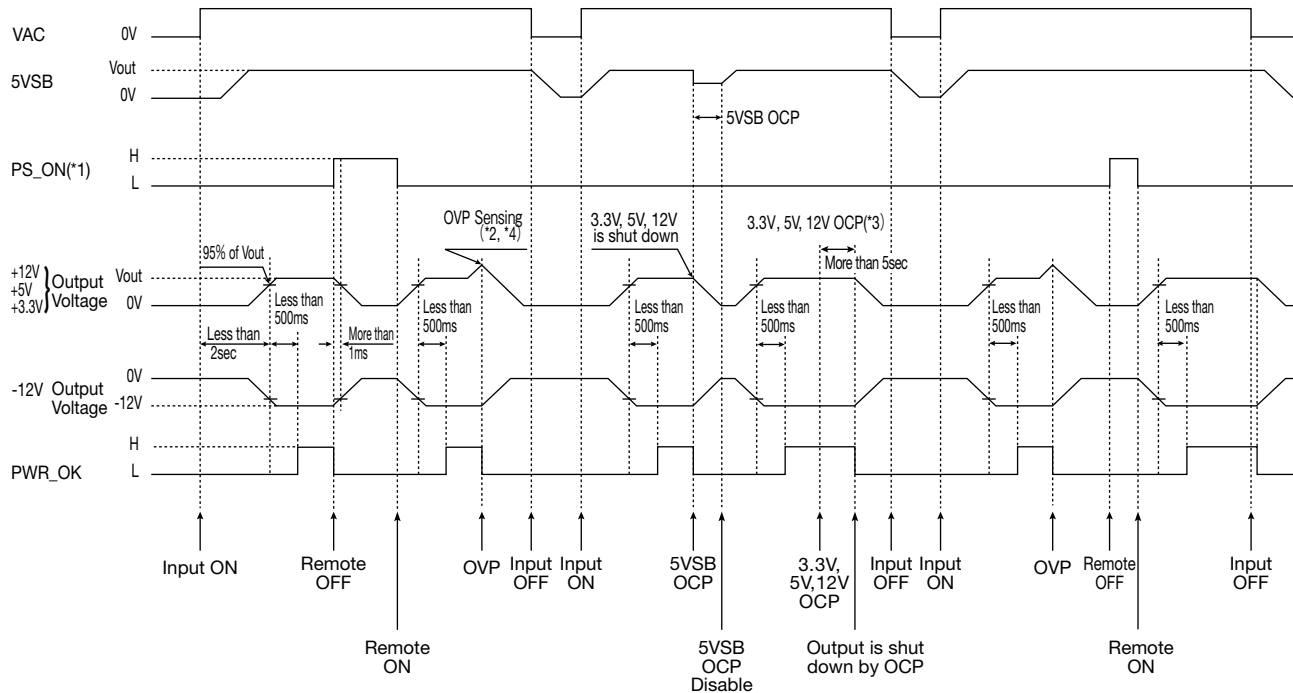 VAC
0V
5VSB
Vout
0V
5VSB OCP
PS_ON(*1)
H
L
OVP Sensing
(*2, *4)
3.3V, 5V, 12V
is shut down
3.3V, 5V, 12V OCP(*3)
More than 5sec
95% of Vout
+12V
+5V
+3.3V
Output
Voltage
Vout
0V
Less than
500ms
Less than
2sec
More than
1ms
Less than
500ms
Less than
500ms
Less than
500ms
Less than
500ms
Less than
500ms
-12V
Output
Voltage
0V
-12V
PWR_OK
H
L
Input ON
Remote
OFF
Remote
ON
OVP
Input
OFF
Input
ON
5VSB
OCP
5VSB
OCP
Disable
3.3V,
5V,12V
OCP
Output is shut
down by OCP
Input
OFF
Input
ON
OVP
Remote
OFF
Remote
ON
Input
OFF